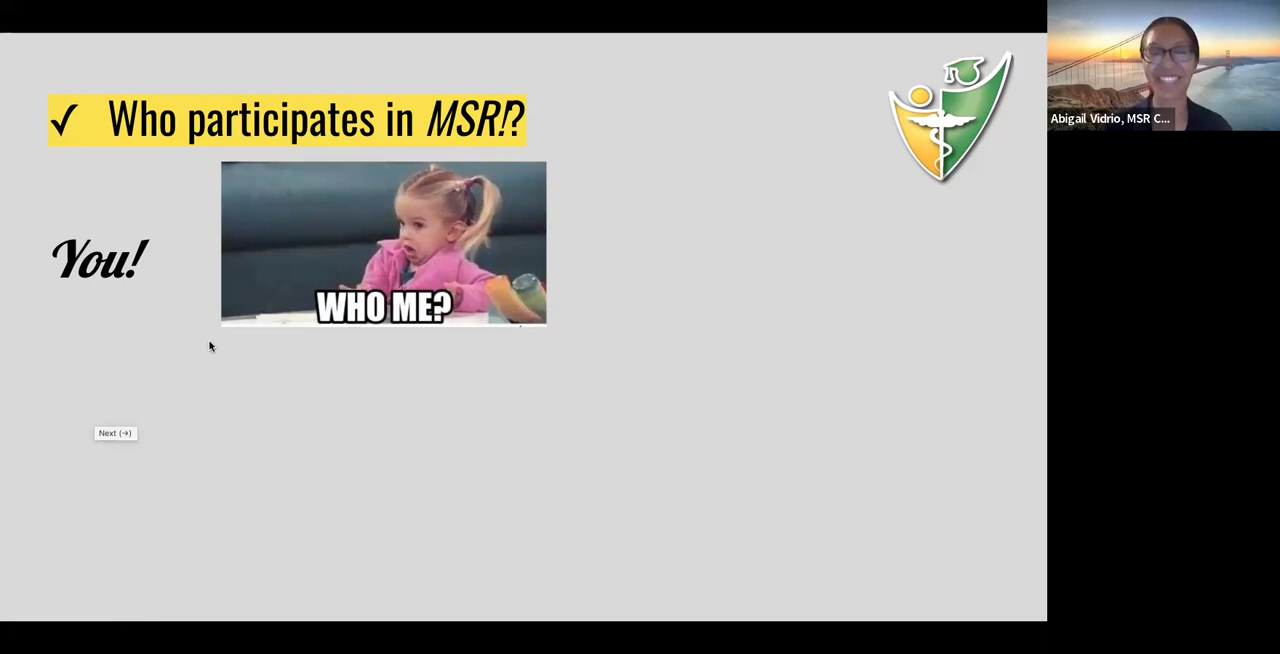 ✓ Who participates in MSR!?
You!
WHO ME?
Next (→)
Abigail Vidrio, MSR C...